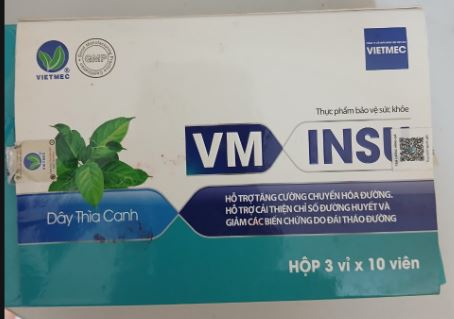 VIETMEC
GMP
VIETMEC
Thực phẩm bảo vệ sức khỏe
VM INSU
Dây Thìa Canh
HỖ TRỢ TĂNG CƯỜNG CHUYỂN HÓA ĐƯỜNG.
HỖ TRỢ CẢI THIỆN CHỈ SỐ ĐƯỜNG HUYẾT VÀ
GIẢM CÁC BIẾN CHỨNG DO ĐÁI THÁO ĐƯỜNG
HỘP 3 vỉ x 10 viên